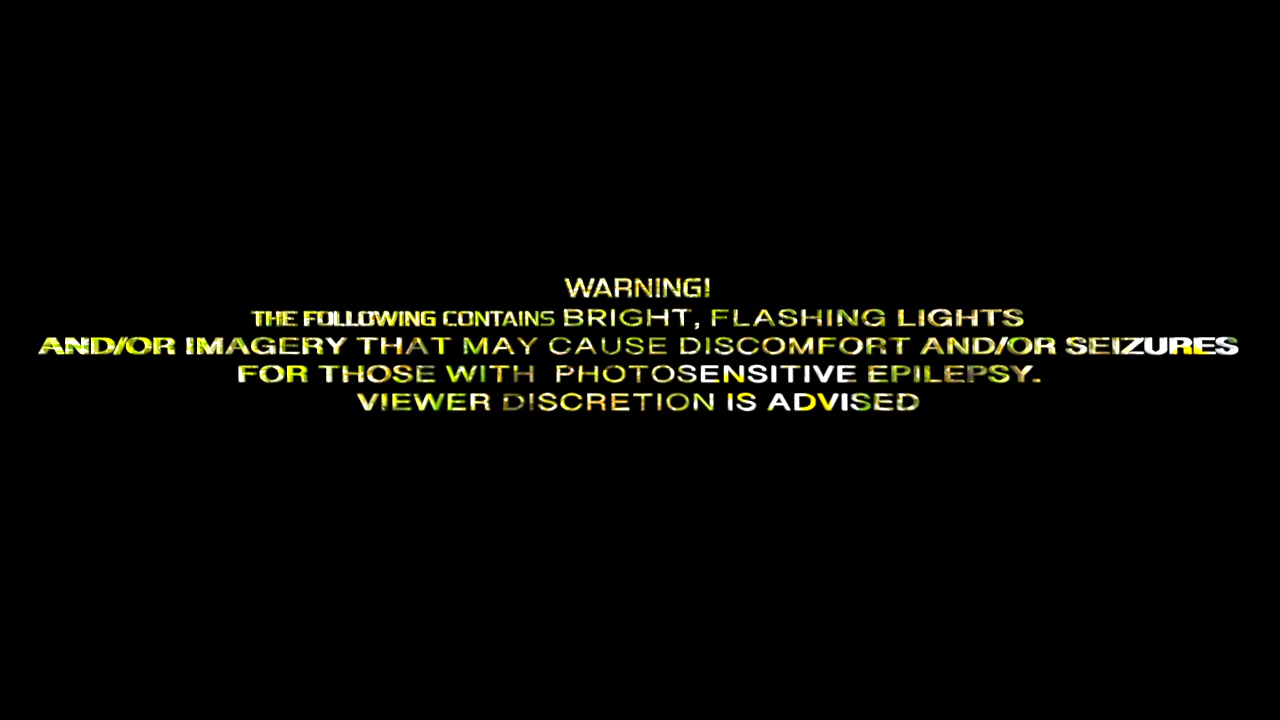 WARNING!
THE FOLLOWING CONTAINS BRIGHT, FLASHING LIGHTS
AND/OR IMAGERY THAT MAY CAUSE DISCOMFORT AND/OR SEIZURES
FOR THOSE WITH PHOTOSENSITIVE EPILEPSY.
VIEWER DISCRETION IS ADVISED